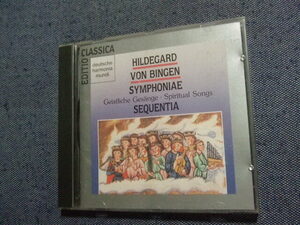 EDITIO CLASSICA
deutsche
harmonia
mundi
HILDEGARD
VON BINGEN
SYMPHONIAE
Geistliche Gesänge · Spiritual Songs
SEQUENTIA